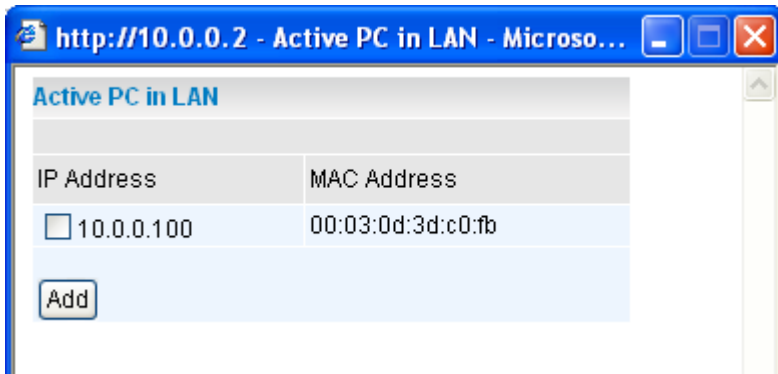 http://10.0.0.2 - Active PC in LAN - Microso...
Active PC in LAN
IP Address MAC Address
10.0.0.100 00:03:0d:3d:c0:fb
Add